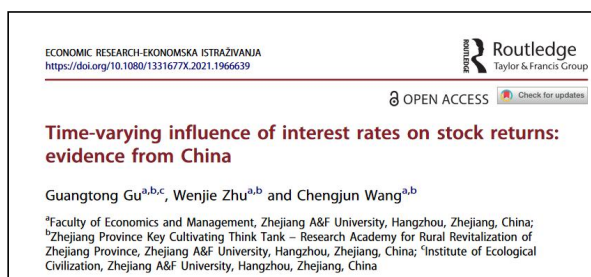 ECONOMIC RESEARCH-EKONOMSKA ISTRAŽIVANJA
https://doi.org/10.1080/1331677X.2021.1966639
ROUTLEDGE
Routledge
Taylor & Francis Group
OPEN ACCESS
Check for updates
Time-varying influence of interest rates on stock returns:
evidence from China
Guangtong Gua,b,c, Wenjie Zhua,b and Chengjun Wanga,b
aFaculty of Economics and Management, Zhejiang A&F University, Hangzhou, Zhejiang, China;
bZhejiang Province Key Cultivating Think Tank – Research Academy for Rural Revitalization of
Zhejiang Province, Zhejiang A&F University, Hangzhou, Zhejiang, China; cInstitute of Ecological
Civilization, Zhejiang A&F University, Hangzhou, Zhejiang, China